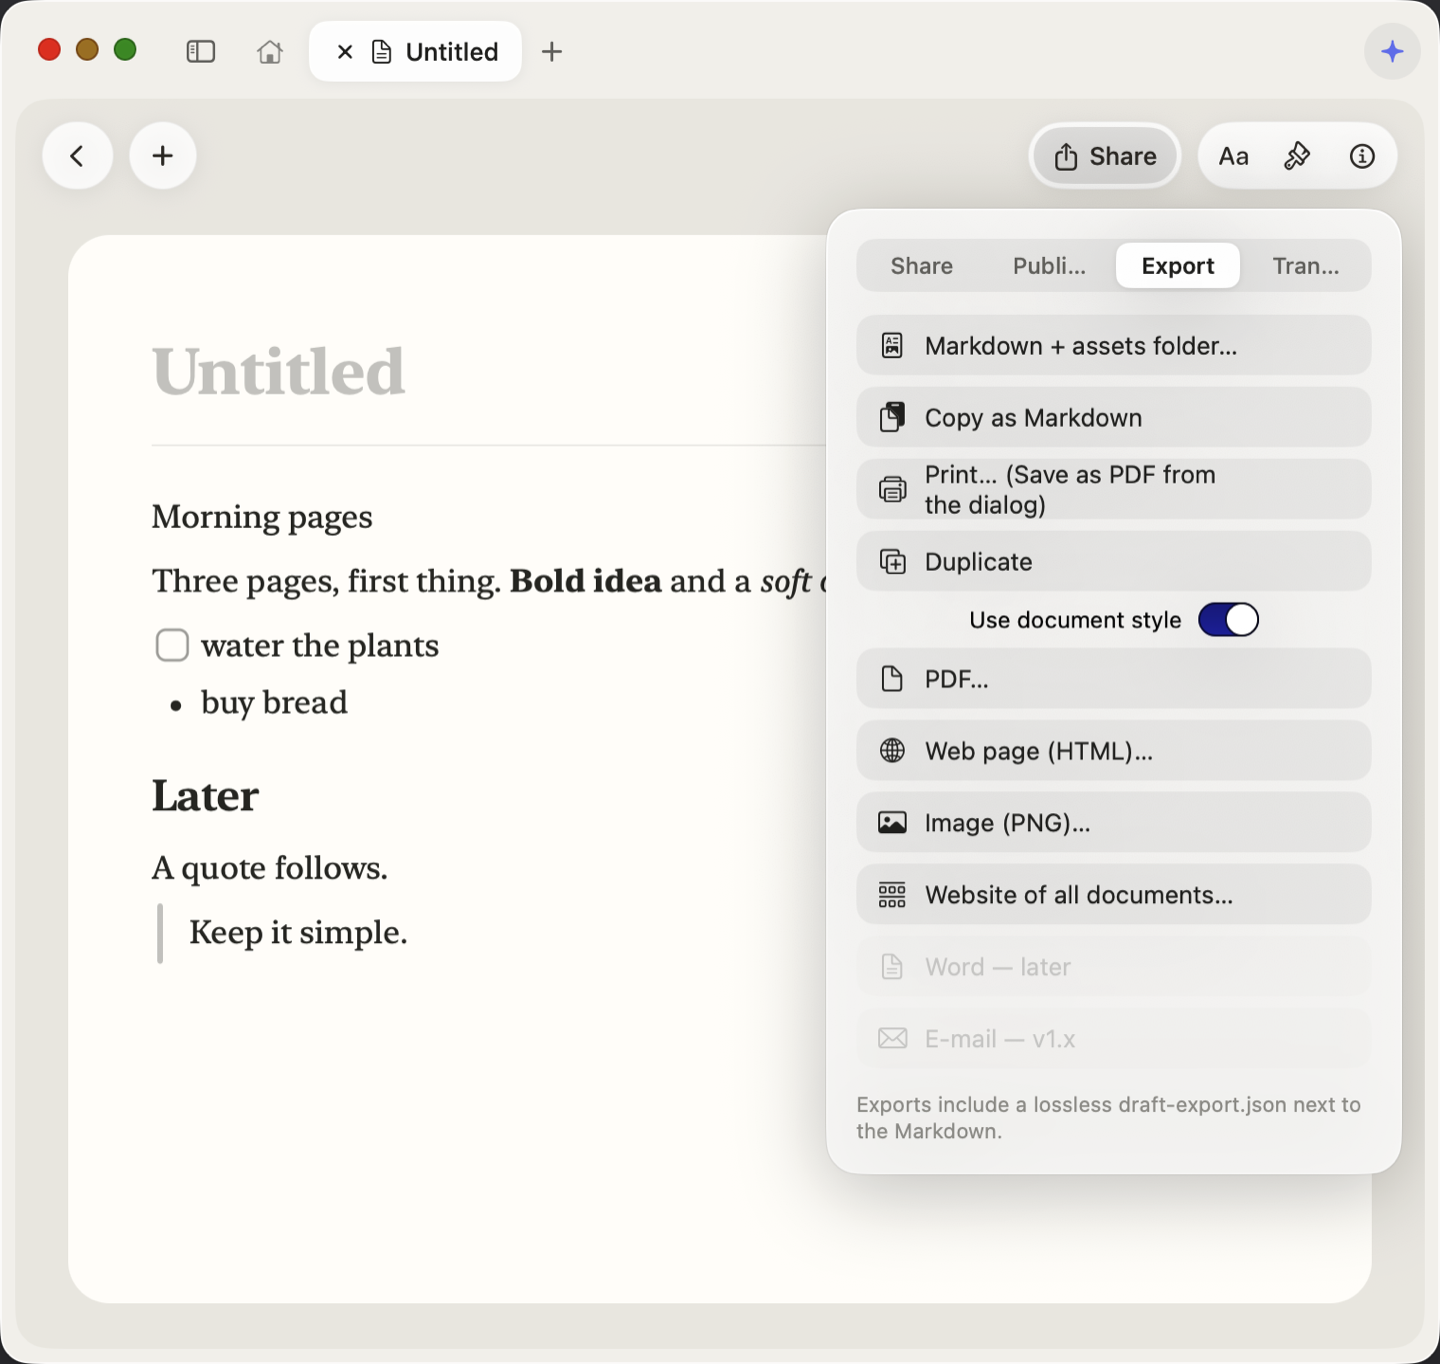 Untitled
Share
Aa
Share
Publi...
Export
Tran...
Untitled
Markdown + assets folder...
Copy as Markdown
Print... (Save as PDF from
the dialog)
Duplicate
Use document style
PDF...
Web page (HTML)...
Image (PNG)...
Website of all documents...
Word — later
E-mail — v1.x
Exports include a lossless draft-export.json next to
the Markdown.
Morning pages
Three pages, first thing. Bold idea and a soft
water the plants
• buy bread
Later
A quote follows.
Keep it simple.